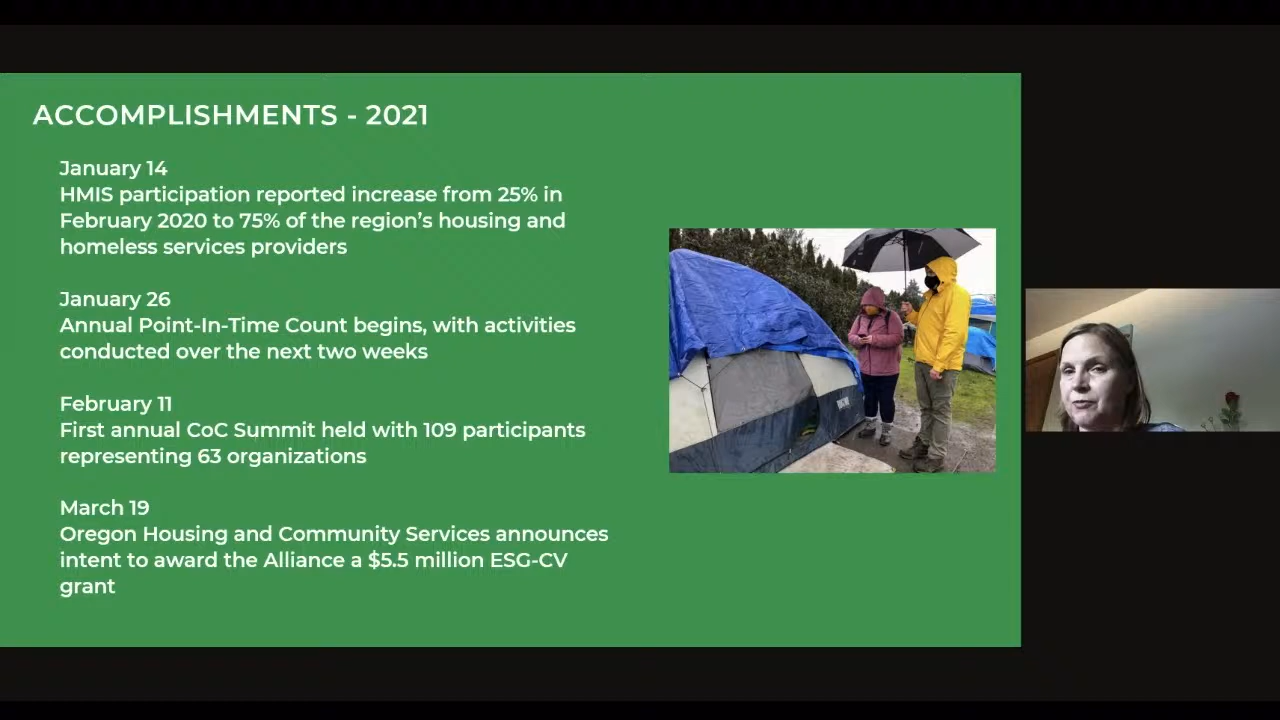 ACCOMPLISHMENTS - 2021
January 14
HMIS participation reported increase from 25% in
February 2020 to 75% of the region's housing and
homeless services providers
January 26
Annual Point-In-Time Count begins, with activities
conducted over the next two weeks
February 11
First annual CoC Summit held with 109 participants
representing 63 organizations
March 19
Oregon Housing and Community Services announces
intent to award the Alliance a $5.5 million ESG-CV
grant